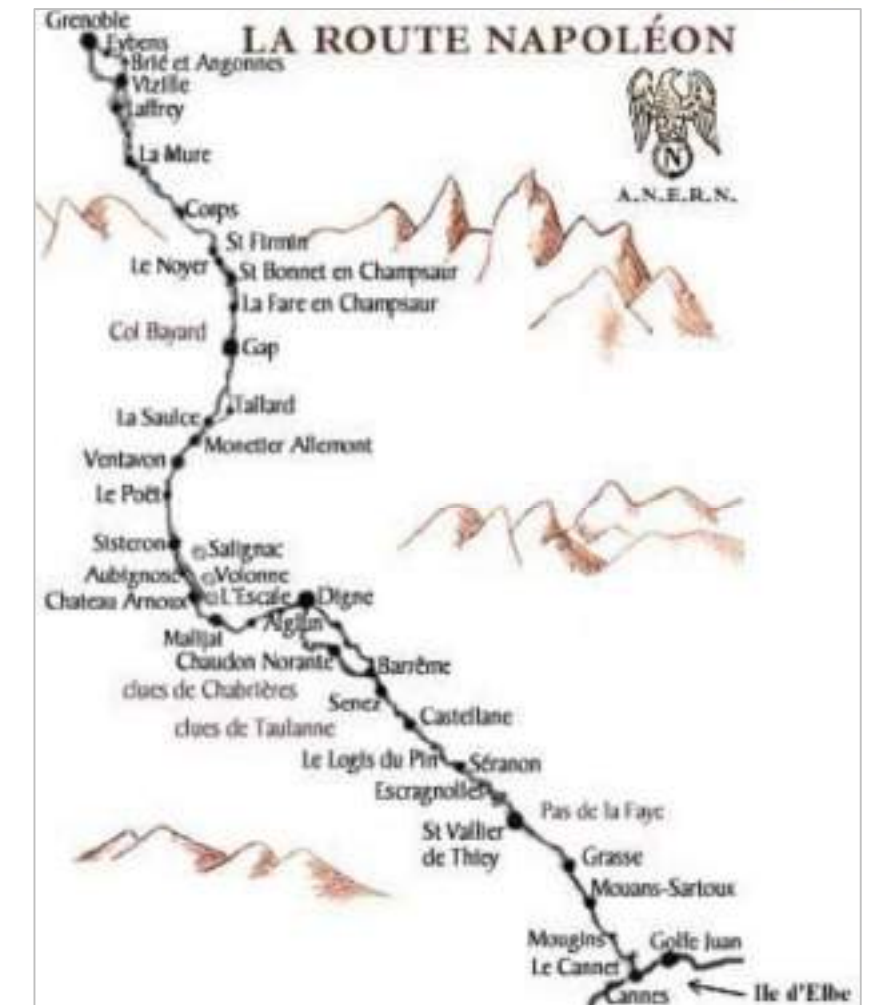 Grenoble
LA ROUTE NAPOLÉON
Eybens
Brié et Angonnes
Vizille
Laffrey
N
A.N.E.R.N.
La Mure
Corps
St Firmin
Le Noyer
St Bonnet en Champsaur
La Fare en Champsaur
Col Bayard
Gap
Tallard
La Saulce
Monetier Allemont
Ventavon
Le Poët
Sisteron
Salignac
Aubignosc
Volonne
Chateau Arnoux
L'Escale
Digne
Aiglun
Malijai
Chaudon Norante
Barrême
clues de Chabrières
Senez
Castellane
clues de Taulanne
Le Logis du Pin
Séranon
Escragnolles
Pas de la Faye
St Vallier
de Thiey
Grasse
Mouans-Sartoux
Mougins
Golfe Juan
Le Cannet
Cannes
Ile d'Elbe